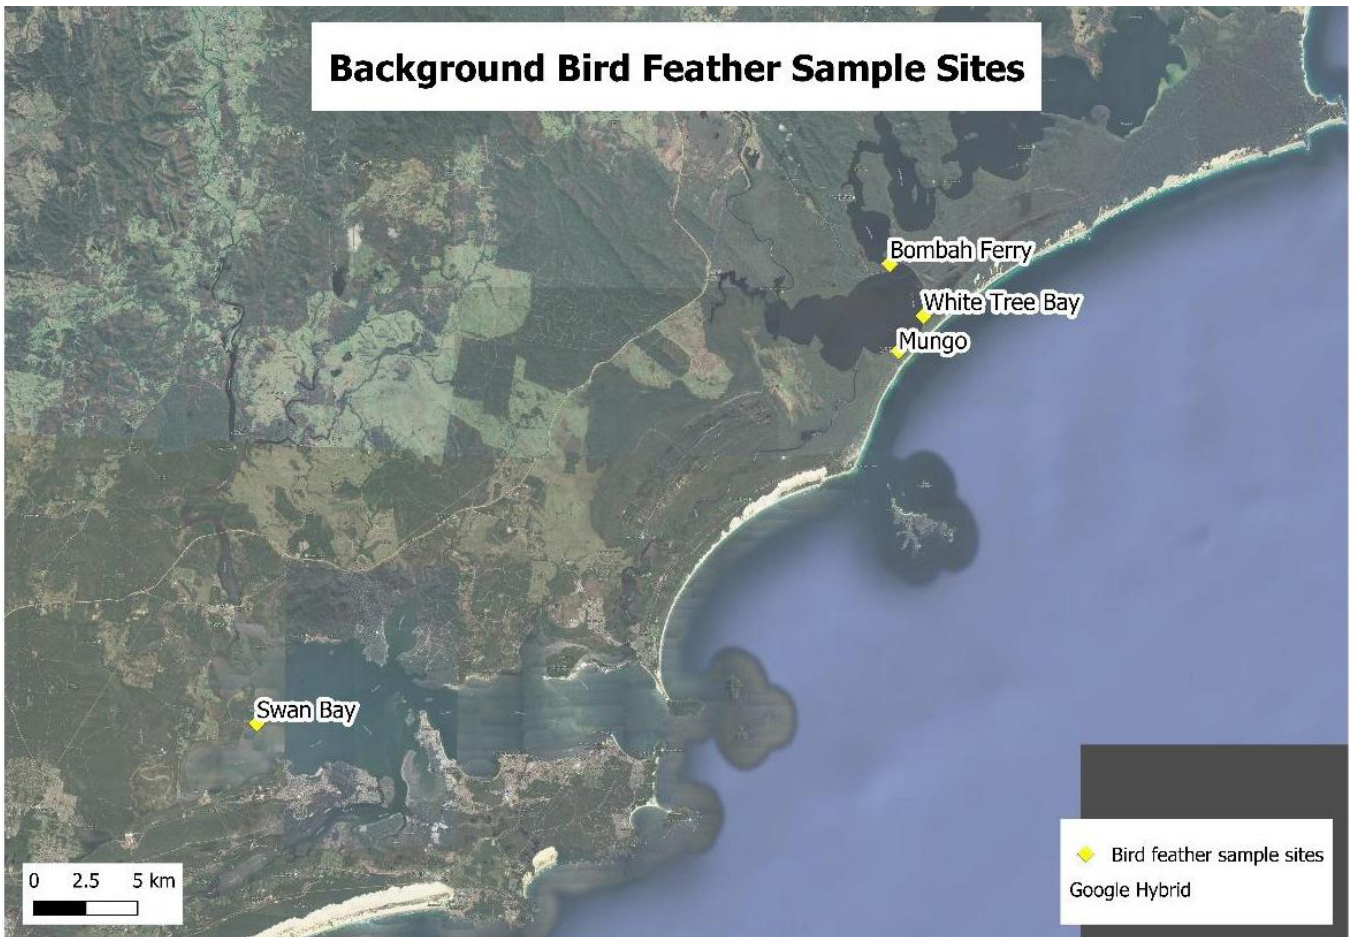 Background Bird Feather Sample Sites
Bombah Ferry
White Tree Bay
Mungo
Swan Bay
0 2.5 5 km
Bird feather sample sites
Google Hybrid